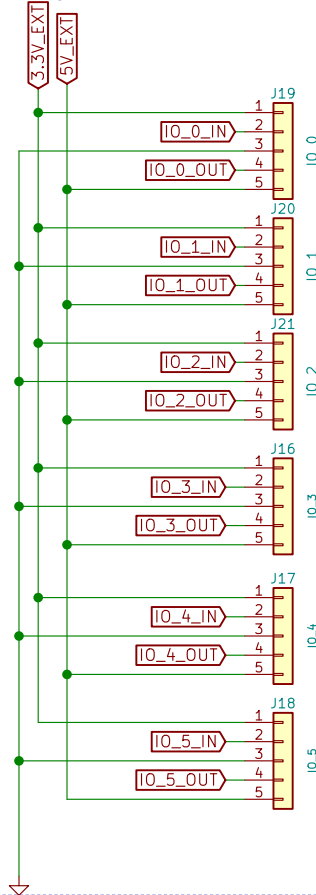 3.3V_EXT
5V_EXT
J19
1
IO_0_IN 2
3
IO_0_OUT 4
5
IO_0
J20
1
IO_1_IN 2
3
IO_1_OUT 4
5
IO_1
J21
1
IO_2_IN 2
3
IO_2_OUT 4
5
IO_2
J16
1
IO_3_IN 2
3
IO_3_OUT 4
5
IO_3
J17
1
IO_4_IN 2
3
IO_4_OUT 4
5
IO_4
J18
1
IO_5_IN 2
3
IO_5_OUT 4
5
IO_5